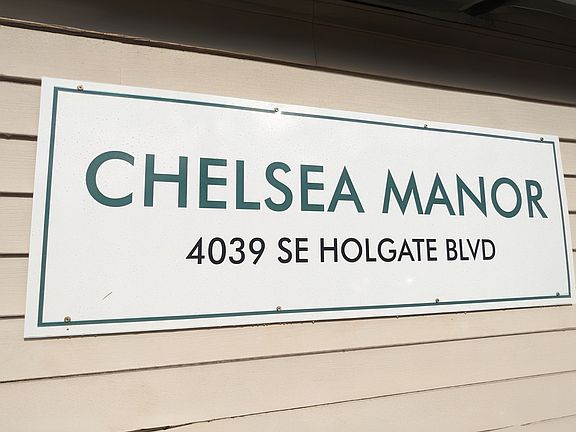 CHELSEA MANOR
4039 SE HOLGATE BLVD